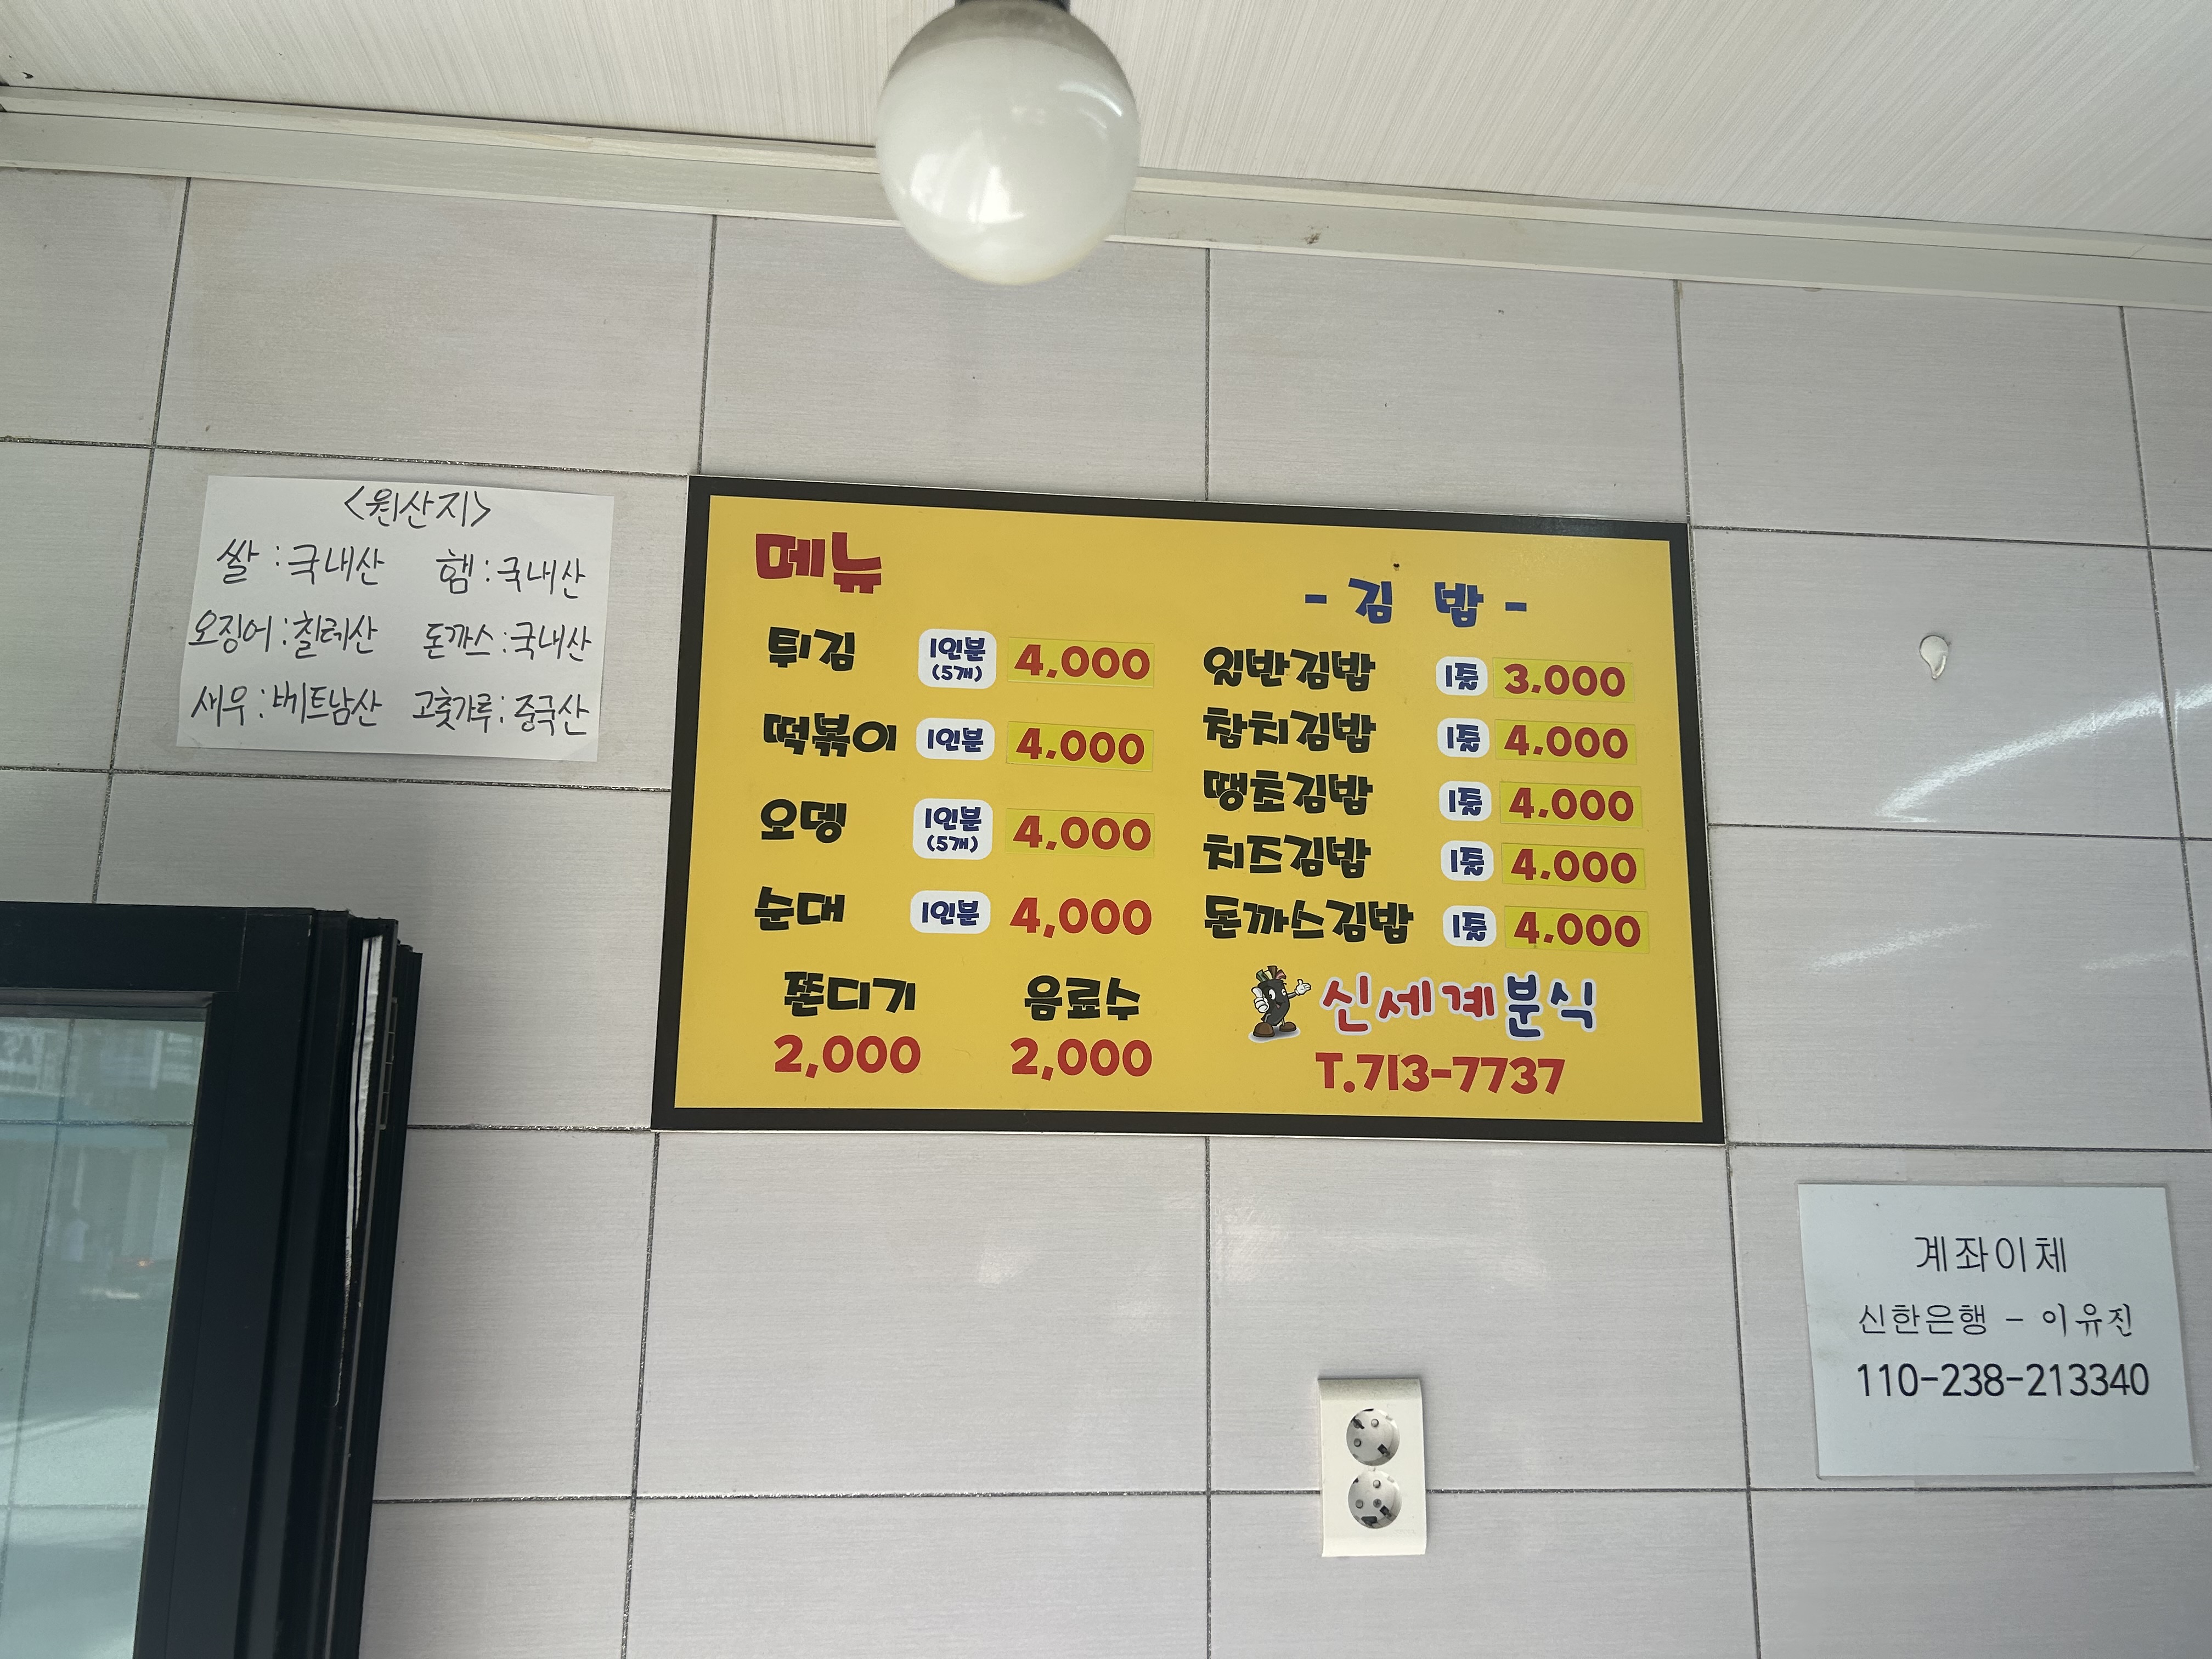 <원산지>
쌀 : 국내산 햄 : 국내산
오징어 : 칠레산 돈까스 : 국내산
새우 : 베트남산 고춧가루 : 중국산
메뉴
튀김 1인분 (5개) 4,000
떡볶이 1인분 4,000
오뎅 1인분 (5개) 4,000
순대 1인분 4,000
쫀디기 음료수
2,000 2,000
- 김 밥 -
일반김밥 1줄 3.000
참치김밥 1줄 4.000
땡초김밥 1줄 4.000
치즈김밥 1줄 4.000
돈까스김밥 1줄 4.000
신세계분식
T.713-7737
계좌이체
신한은행 - 이유진
110-238-213340